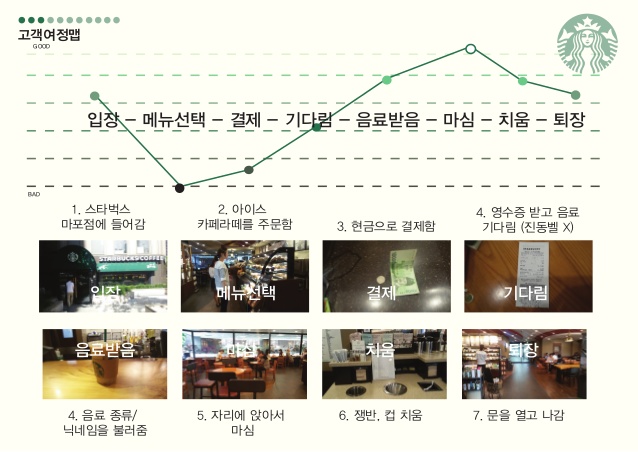 고객여정맵
GOOD
입장 – 메뉴선택 – 결제 – 기다림 – 음료받음 – 마심 – 치움 – 퇴장
BAD
1. 스타벅스
마포점에 들어감
2. 아이스
카페라떼를 주문함
3. 현금으로 결제함
4. 영수증 받고 음료
기다림 (진동벨 X)
STARBUCKS COFFEE
입장
메뉴선택
결제
기다림
음료받음
마심
치움
퇴장
4. 음료 종류/
닉네임을 불러줌
5. 자리에 앉아서
마심
6. 쟁반, 컵 치움
7. 문을 열고 나감